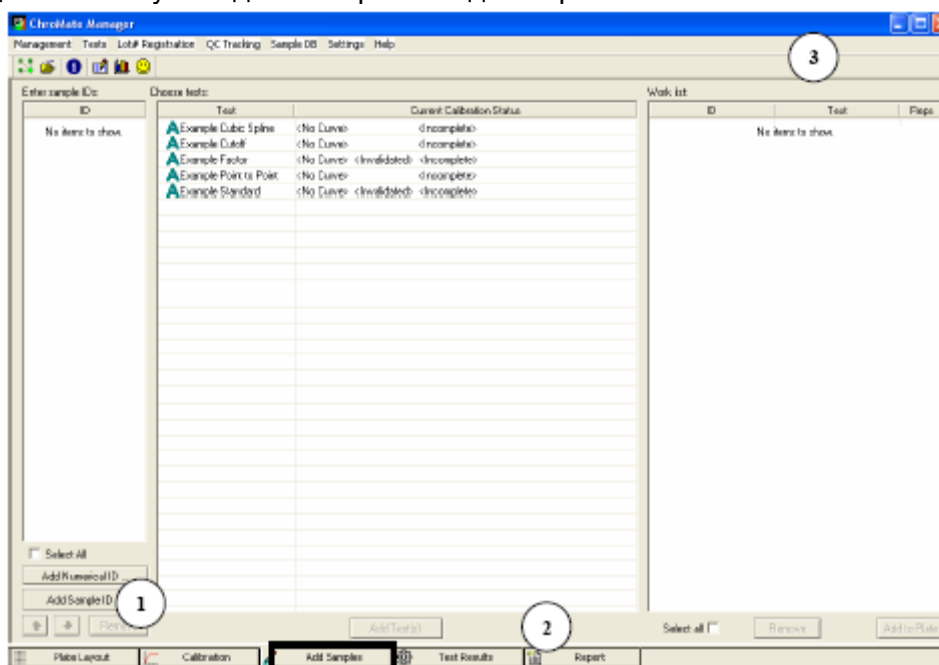 ChroMate Manager
Management Tests Lot# Registration QC Tracking Sample DB Settings Help
3
Enter sample IDs: Choose tests: Work list:
ID Test Current Calibration Status ID Test Reps
No items to show. Example Cubic Spline <No Curve> <Incomplete> No items to show.
Example Cutoff <No Curve> <Incomplete>
Example Factor <No Curve> <Invalidated> <Incomplete>
Example Point to Point <No Curve> <Incomplete>
Example Standard <No Curve> <Invalidated> <Incomplete>
Select All
Add Numerical ID ...
Add Sample ID 1
Add Test(s) 2 Select all Remove Add to Plate
Plate Layout Calibration Add Samples Test Results Report